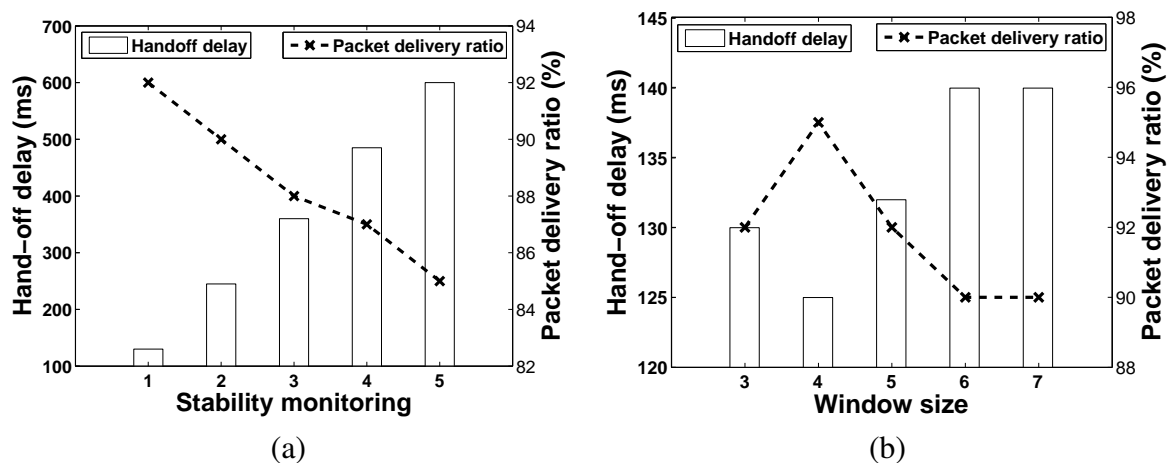 700
600
500
400
300
200
100
Hand-off delay (ms)
Handoff delay
Packet delivery ratio
94
92
90
88
86
84
82
Packet delivery ratio (%)
1 2 3 4 5
Stability monitoring
(a)
145
140
135
130
125
120
Hand-off delay (ms)
Handoff delay
Packet delivery ratio
98
96
94
92
90
88
Packet delivery ratio (%)
3 4 5 6 7
Window size
(b)